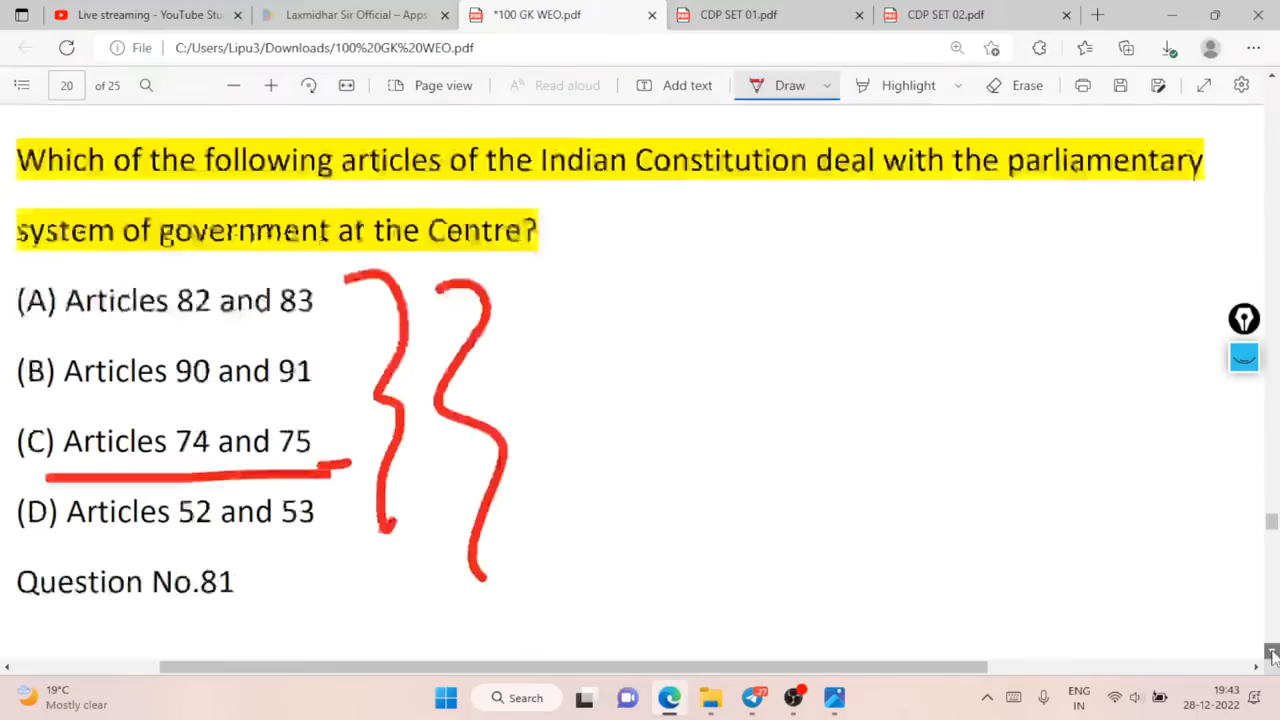 Live streaming - YouTube Stu
Laxmidhar Sir Official – Apps
*100 GK WEO.pdf
CDP SET 01.pdf
CDP SET 02.pdf
File
C:/Users/Lipu3/Downloads/100%20GK%20WEO.pdf
20 of 25
Page view
Read aloud
Add text
Draw
Highlight
Erase
Which of the following articles of the Indian Constitution deal with the parliamentary
system of government at the Centre?
(A) Articles 82 and 83
(B) Articles 90 and 91
(C) Articles 74 and 75
(D) Articles 52 and 53
Question No.81
19°C
Mostly clear
Search
27
ENG
IN
19:43
28-12-2022